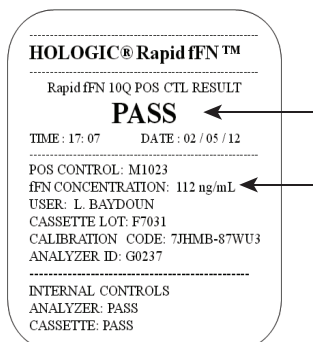 HOLOGIC® Rapid fFN ™
Rapid fFN 10Q POS CTL RESULT
PASS
TIME : 17: 07 DATE : 02 / 05 / 12
POS CONTROL: M1023
fFN CONCENTRATION: 112 ng/mL
USER: L. BAYDOUN
CASSETTE LOT: F7031
CALIBRATION CODE: 7JHMB-87WU3
ANALYZER ID: G0237
INTERNAL CONTROLS
ANALYZER: PASS
CASSETTE: PASS